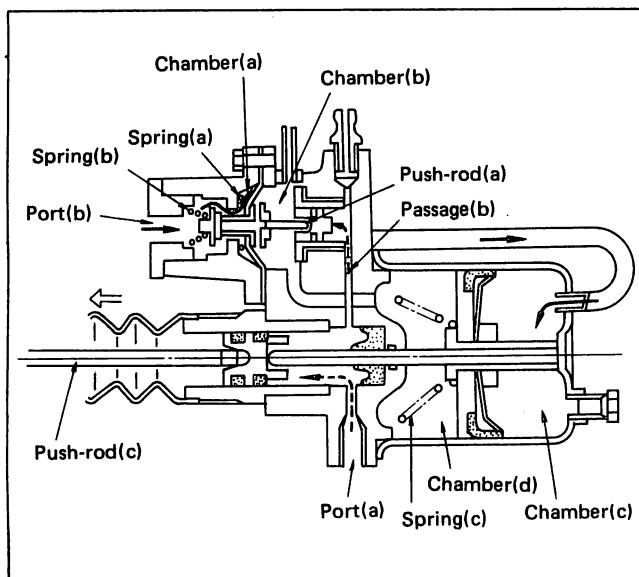 Chamber(a)
Chamber(b)
Spring(a)
Spring(b)
Push-rod(a)
Port(b)
Passage(b)
Push-rod(c)
Chamber(d)
Port(a)
Spring(c)
Chamber(c)